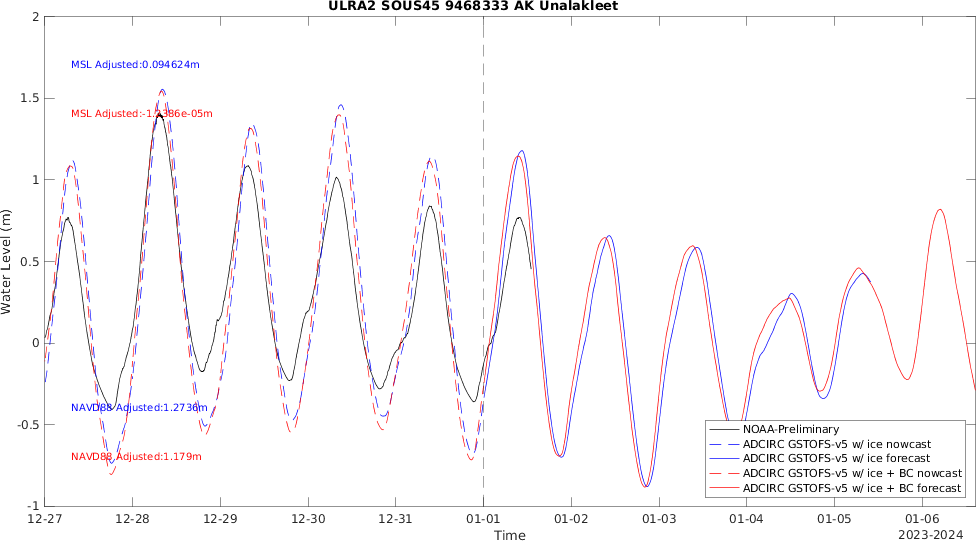 ULRA2 SOUS45 9468333 AK Unalakleet
2
1.5
1
0.5
0
-0.5
-1
Water Level (m)
MSL Adjusted:0.094624m
NAVD88 Adjusted:1.2736m
NAVD88 Adjusted:1.179m
NOAA-Preliminary
ADCIRC GSTOFS-v5 w/ ice nowcast
ADCIRC GSTOFS-v5 w/ ice forecast
ADCIRC GSTOFS-v5 w/ ice + BC nowcast
ADCIRC GSTOFS-v5 w/ ice + BC forecast
12-27 12-28 12-29 12-30 12-31 01-01 01-02 01-03 01-04 01-05 01-06
Time
2023-2024
MSL Adjusted: